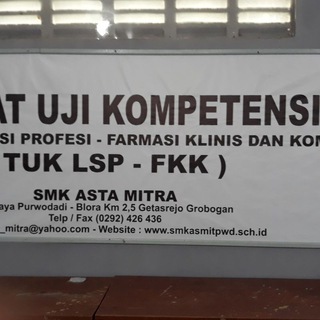 AT UJI KOMPETENSI
SI PROFESI - FARMASI KLINIS DAN KOM
TUK LSP - FKK )
SMK ASTA MITRA
aya Purwodadi - Blora Km 2,5 Getasrejo Grobogan
Telp / Fax (0292) 426 436
_mitra@yahoo.com - Website : www.smkasmitpwd.sch.id